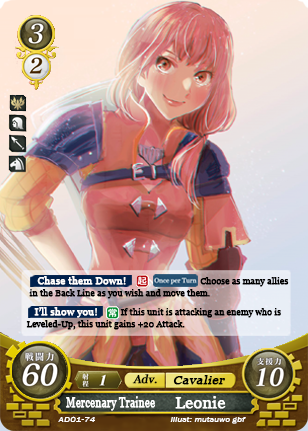 3
2
Chase them Down! 起 Once per Turn Choose as many allies
in the Back Line as you wish and move them.
I'll show you! 常 If this unit is attacking an enemy who is
Leveled-Up, this unit gains +20 Attack.
戦闘力
60
射程 1
Adv.
Cavalier
支援力
10
Mercenary Trainee Leonie
AD01-74
Illust: mutsuwo gbf